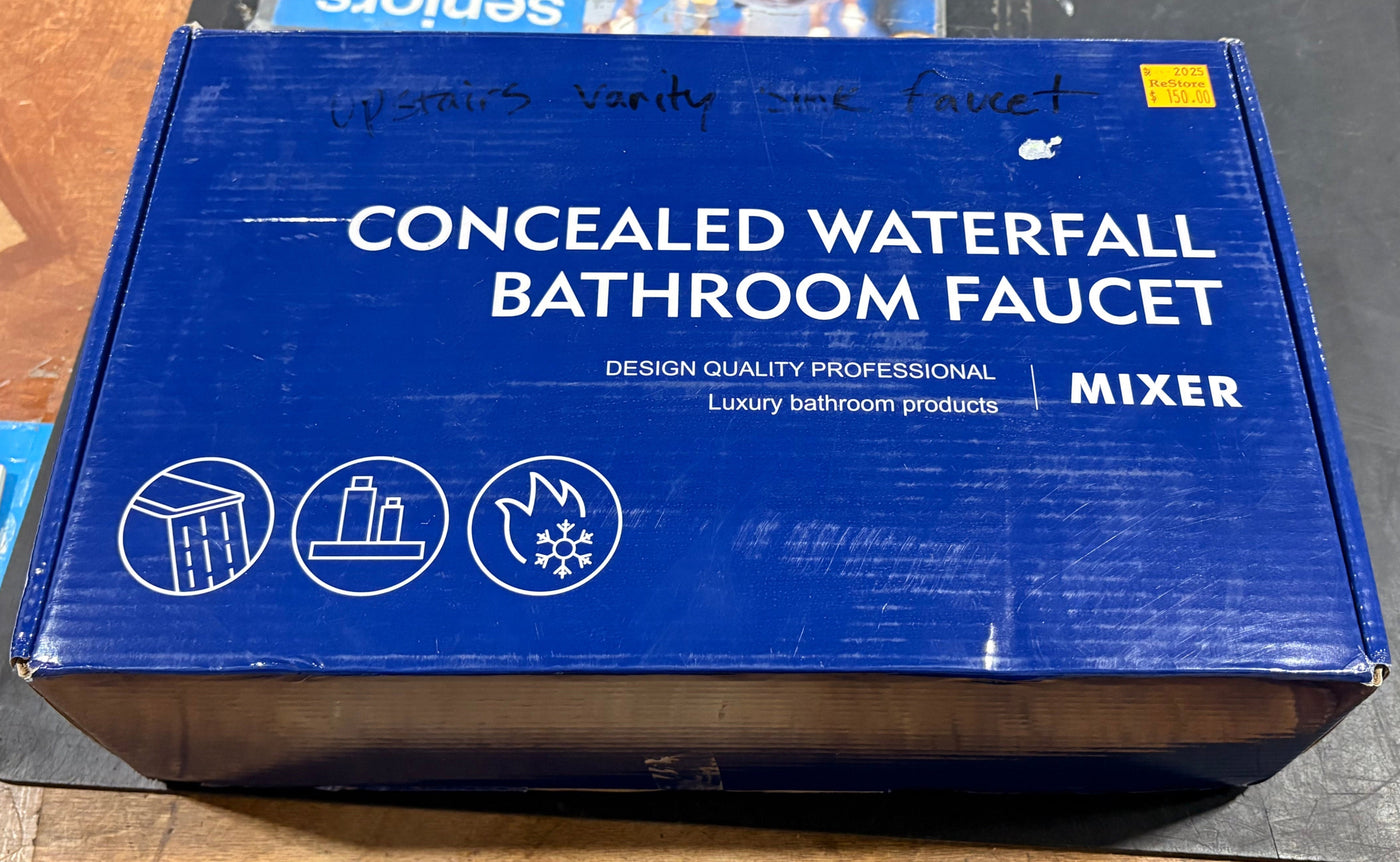 seniors
upstairs vanity sink faucet
2025
ReStore
$ 150.00
CONCEALED WATERFALL
BATHROOM FAUCET
DESIGN QUALITY PROFESSIONAL
Luxury bathroom products
MIXER